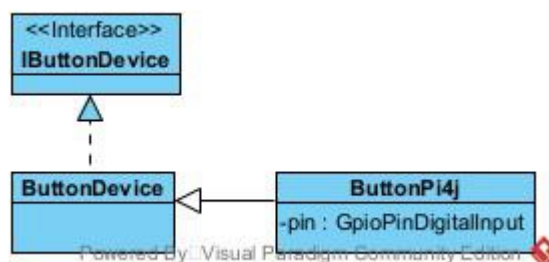 <<Interface>>
IButtonDevice
ButtonDevice
ButtonPi4j
-pin : GpioPinDigitalInput
Powered By Visual Paradigm Community Edition